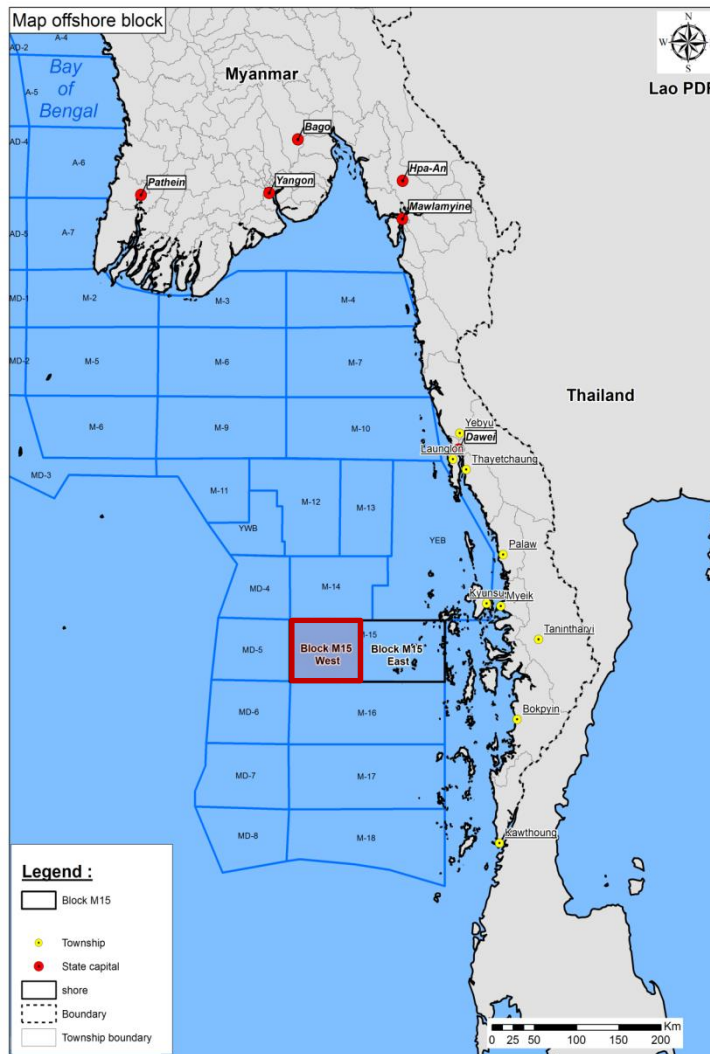 Map offshore block
N
W E
S
A-4
AD-2
A-4
Bay
of
Bengal
A-5
Myanmar
Lao PDR
AD-4
Bago
A-6
Hpa-An
Pathein
Yangon
Mawlamyine
AD-5
A-7
MD-1
M-2
M-3
M-4
MD-2
M-5
M-6
M-7
Thailand
M-6
M-9
M-10
Yebyu
Dawei
Launglon
Thayetchaung
MD-3
M-11
M-12
M-13
YWB
YEB
Palaw
MD-4
M-14
Kyunsu
Myeik
MD-5
M-15
Block M15
West
Block M15
East
Tanintharyi
MD-6
M-16
Bokpyin
MD-7
M-17
MD-8
M-18
Kawthoung
Legend :
Block M15
Township
State capital
shore
Boundary
Township boundary
Km
0 25 50 100 150 200